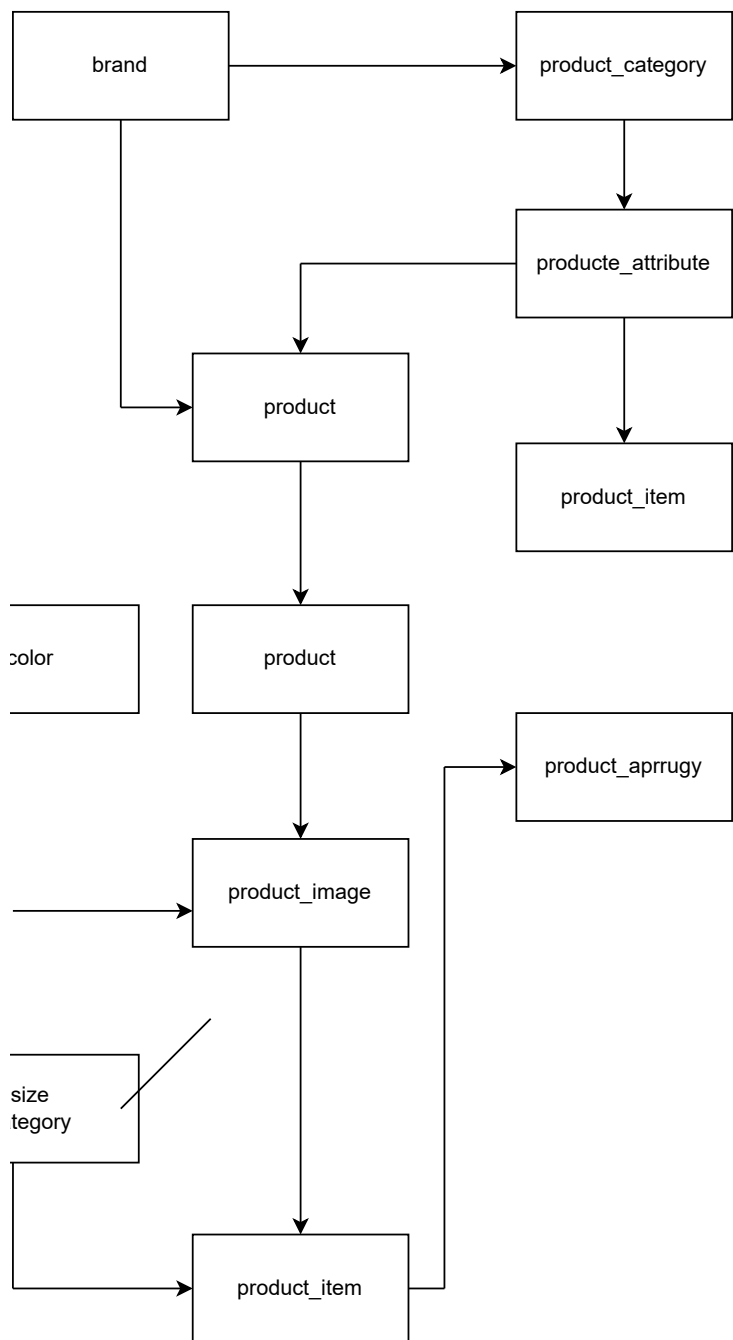 brand
product_category
producte_attribute
product
product_item
color
product
product_aprrugy
product_image
size
tegory
product_item